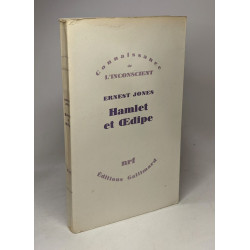 Connaissance
de
L'INCONSCIENT
ERNEST JONES
Hamlet
et Œdipe
nrf
Éditions Gallimard